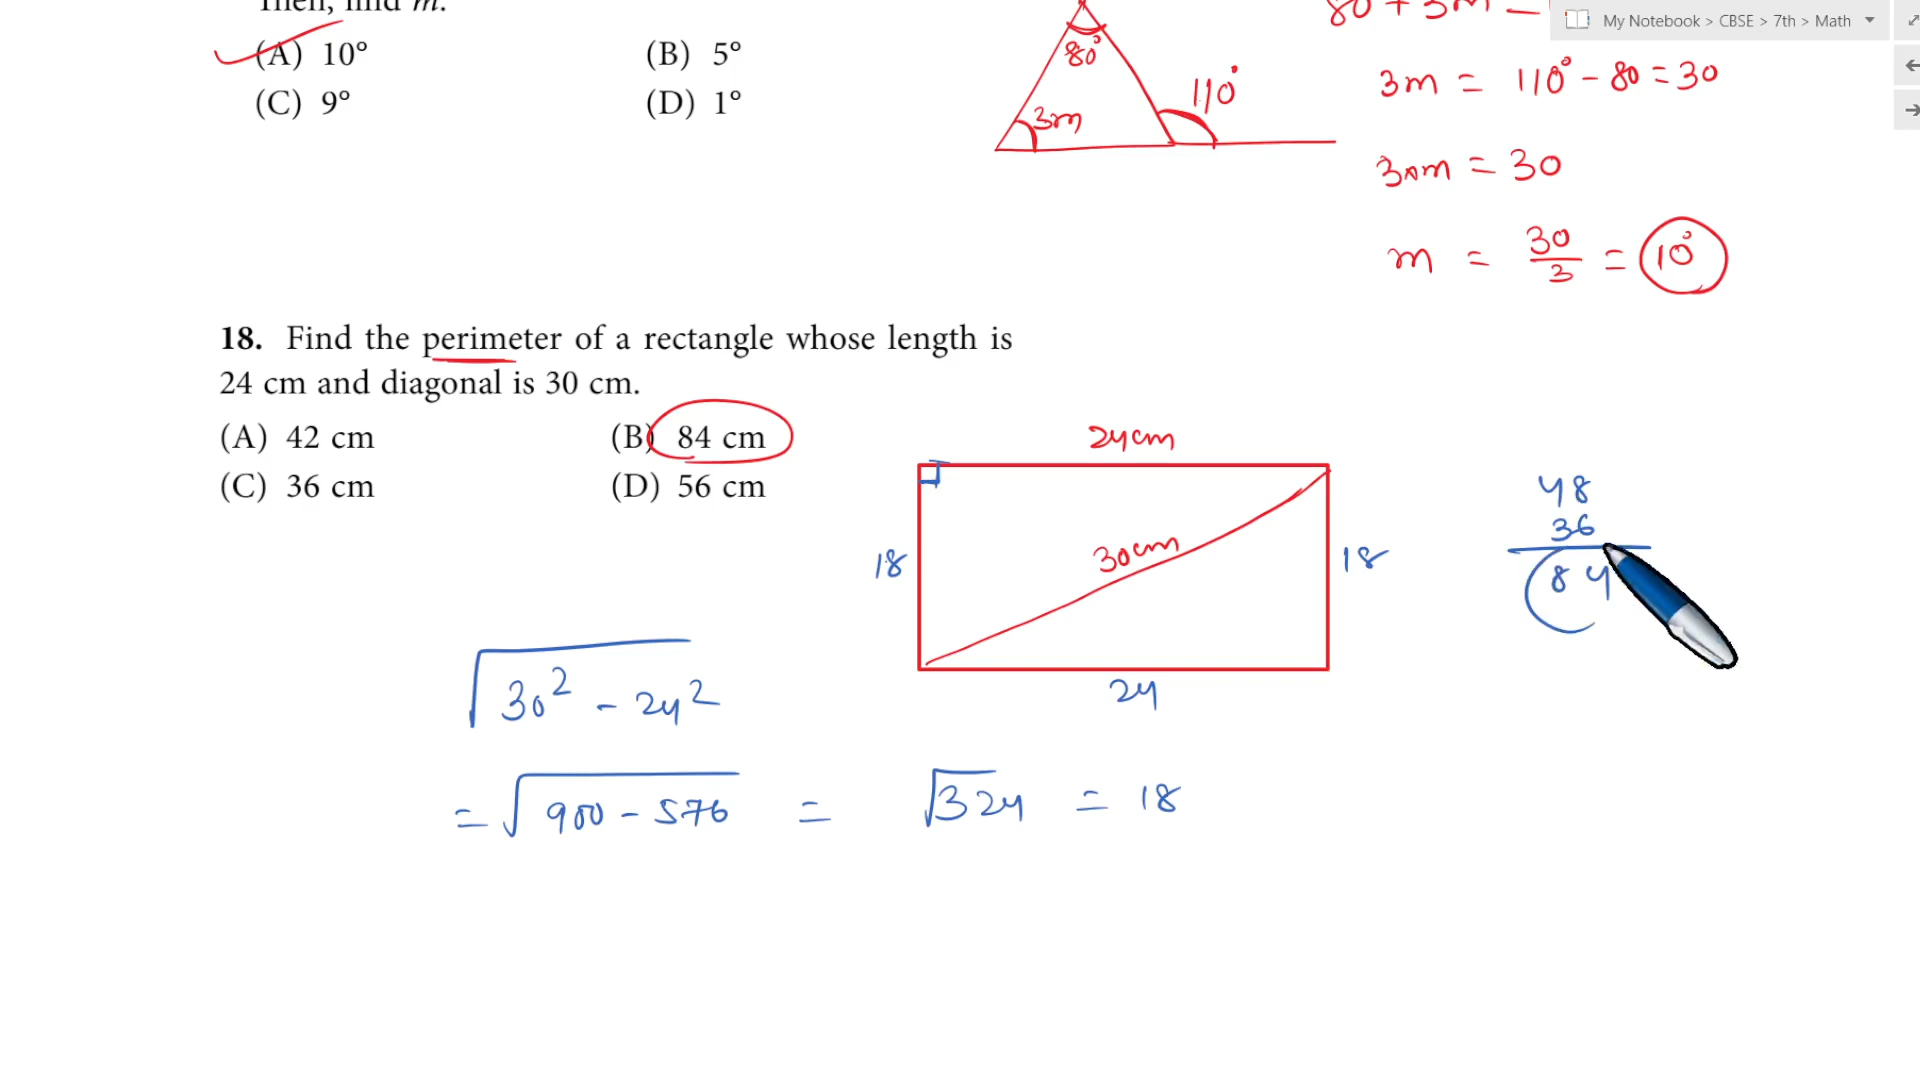 Then, find m.
(A) 10° (B) 5°
(C) 9° (D) 1°
80°
3m
110°
80 + 3m =
My Notebook > CBSE > 7th > Math
3m = 110° - 80 = 30
3×m = 30
m = 30/3 = 10°
18. Find the perimeter of a rectangle whose length is
24 cm and diagonal is 30 cm.
(A) 42 cm (B) 84 cm
(C) 36 cm (D) 56 cm
24cm
30cm
18
18
24
48
36
84
√30² - 24²
= √900 - 576 = √324 = 18